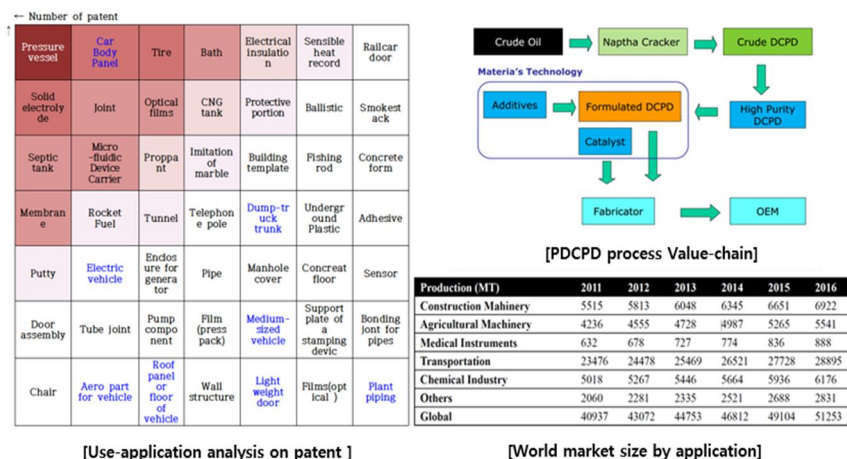 ← Number of patent
↑
Pressure
vessel
Car
Body
Panel
Tire
Bath
Electrical
insulatio
n
Sensible
heat
record
Railcar
door
Solid
electroly
de
Joint
Optical
films
CNG
tank
Protective
portion
Ballistic
Smokest
ack
Septic
tank
Micro
-fluidic
Device
Carrier
Proppa
nt
Imitation
of
marble
Building
template
Fishing
rod
Concrete
form
Membran
e
Rocket
Fuel
Tunnel
Telephon
e pole
Dump-tr
uck
trunk
Undergr
ound
Plastic
Adhesive
Putty
Electric
vehicle
Enclos
ure for
genera
tor
Pipe
Manhole
cover
Concreat
floor
Sensor
Door
assembly
Tube joint
Pump
compo
nent
Film
(press
pack)
Medium-
sized
vehicle
Support
plate of
a
stamping
devic
Bonding
jont for
pipes
Chair
Aero part
for vehicle
Roof
panel
or
floor
of
vehicle
Wall
structure
Light
weight
door
Films(opt
ical )
Plant
piping
[Use-application analysis on patent ]
Crude Oil
Naptha Cracker
Crude DCPD
Materia's Technology
Additives
Formulated DCPD
Catalyst
High Purity
DCPD
Fabricator
OEM
[PDCPD process Value-chain]
Production (MT) 2011 2012 2013 2014 2015 2016
Construction Mahinery 5515 5813 6048 6345 6651 6922
Agricultural Machinery 4236 4555 4728 4987 5265 5541
Medical Instruments 632 678 727 774 836 888
Transportation 23476 24478 25469 26521 27728 28895
Chemical Industry 5018 5267 5446 5664 5936 6176
Others 2060 2281 2335 2521 2688 2831
Global 40937 43072 44753 46812 49104 51253
[World market size by application]